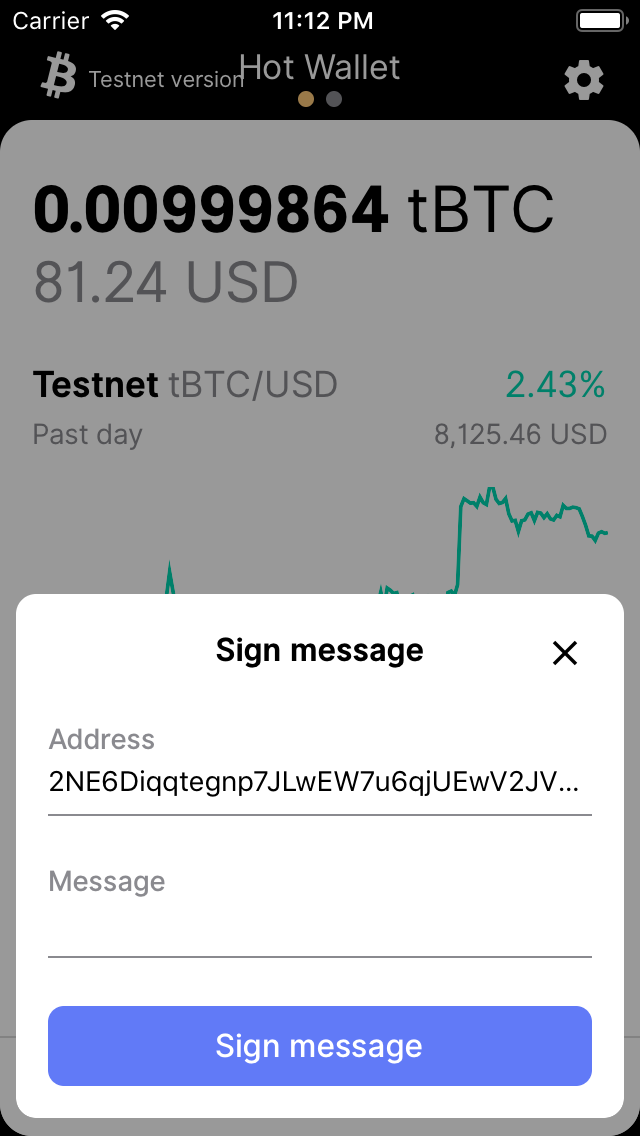 Carrier 11:12 PM
Testnet version Hot Wallet
0.00999864 tBTC
81.24 USD
Testnet tBTC/USD 2.43%
Past day 8,125.46 USD
Sign message
Address
2NE6Diqqtegnp7JLwEW7u6qjUEwV2JV...
Message
Sign message